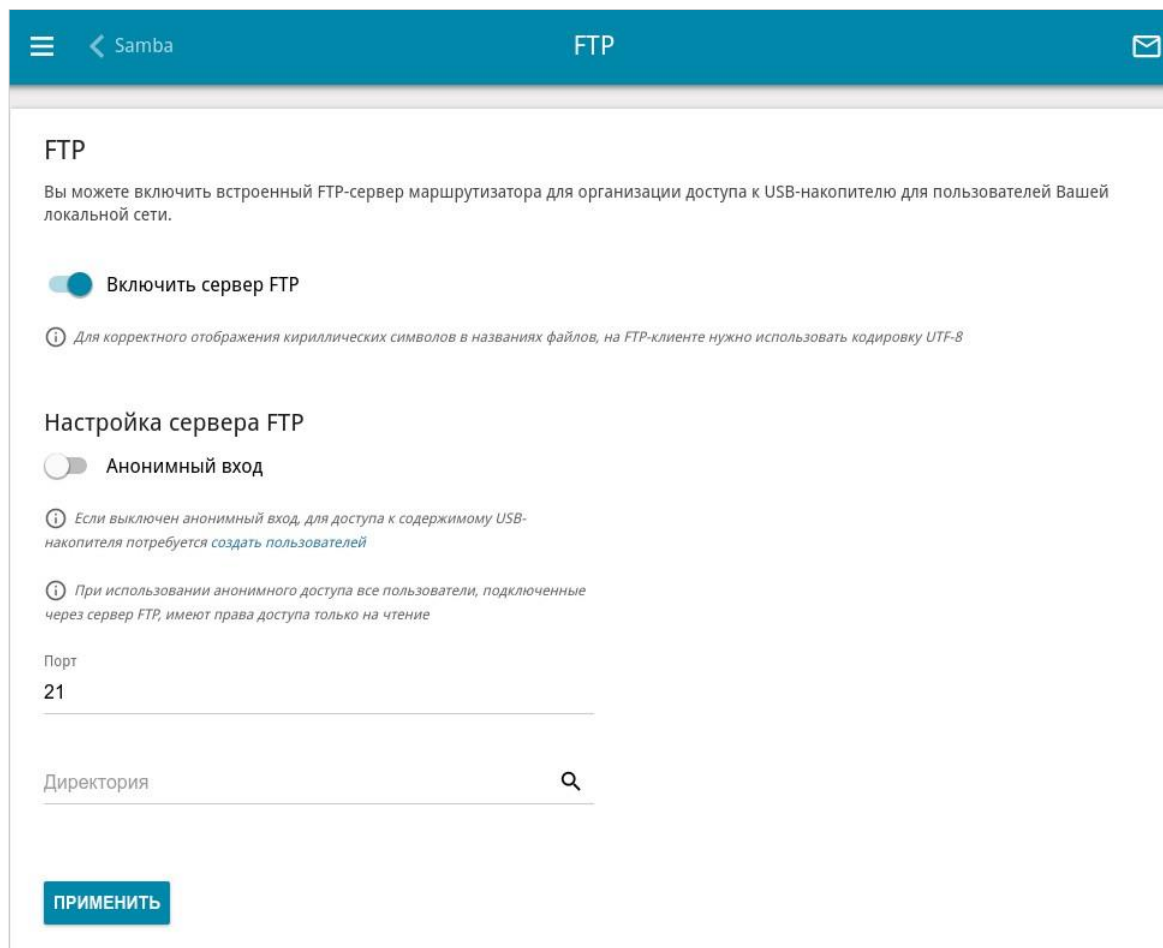 Samba
FTP
FTP
Вы можете включить встроенный FTP-сервер маршрутизатора для организации доступа к USB-накопителю для пользователей Вашей
локальной сети.
Включить сервер FTP
Для корректного отображения кириллических символов в названиях файлов, на FTP-клиенте нужно использовать кодировку UTF-8
Настройка сервера FTP
Анонимный вход
Если выключен анонимный вход, для доступа к содержимому USB-
накопителя потребуется создать пользователей
При использовании анонимного доступа все пользователи, подключенные
через сервер FTP, имеют права доступа только на чтение
Порт
21
Директория
ПРИМЕНИТЬ